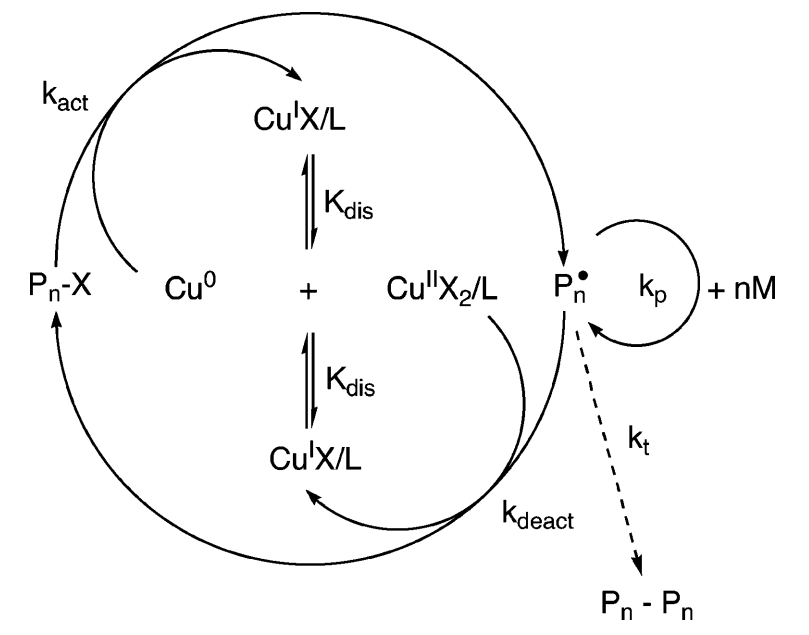 k_act
Cu^I X/L
K_dis
P_n-X Cu^0 + Cu^II X_2/L P_n^• k_p + nM
K_dis
k_t
Cu^I X/L
k_deact
P_n - P_n